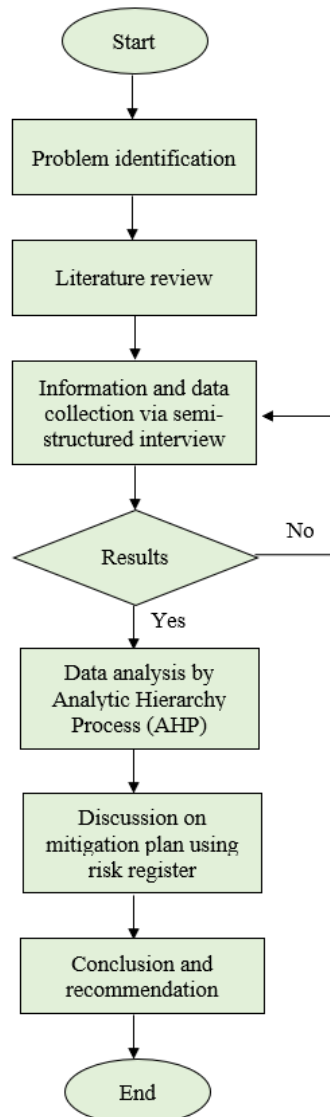 Start
Problem identification
Literature review
Information and data
collection via semi-
structured interview
Results
No
Yes
Data analysis by
Analytic Hierarchy
Process (AHP)
Discussion on
mitigation plan using
risk register
Conclusion and
recommendation
End